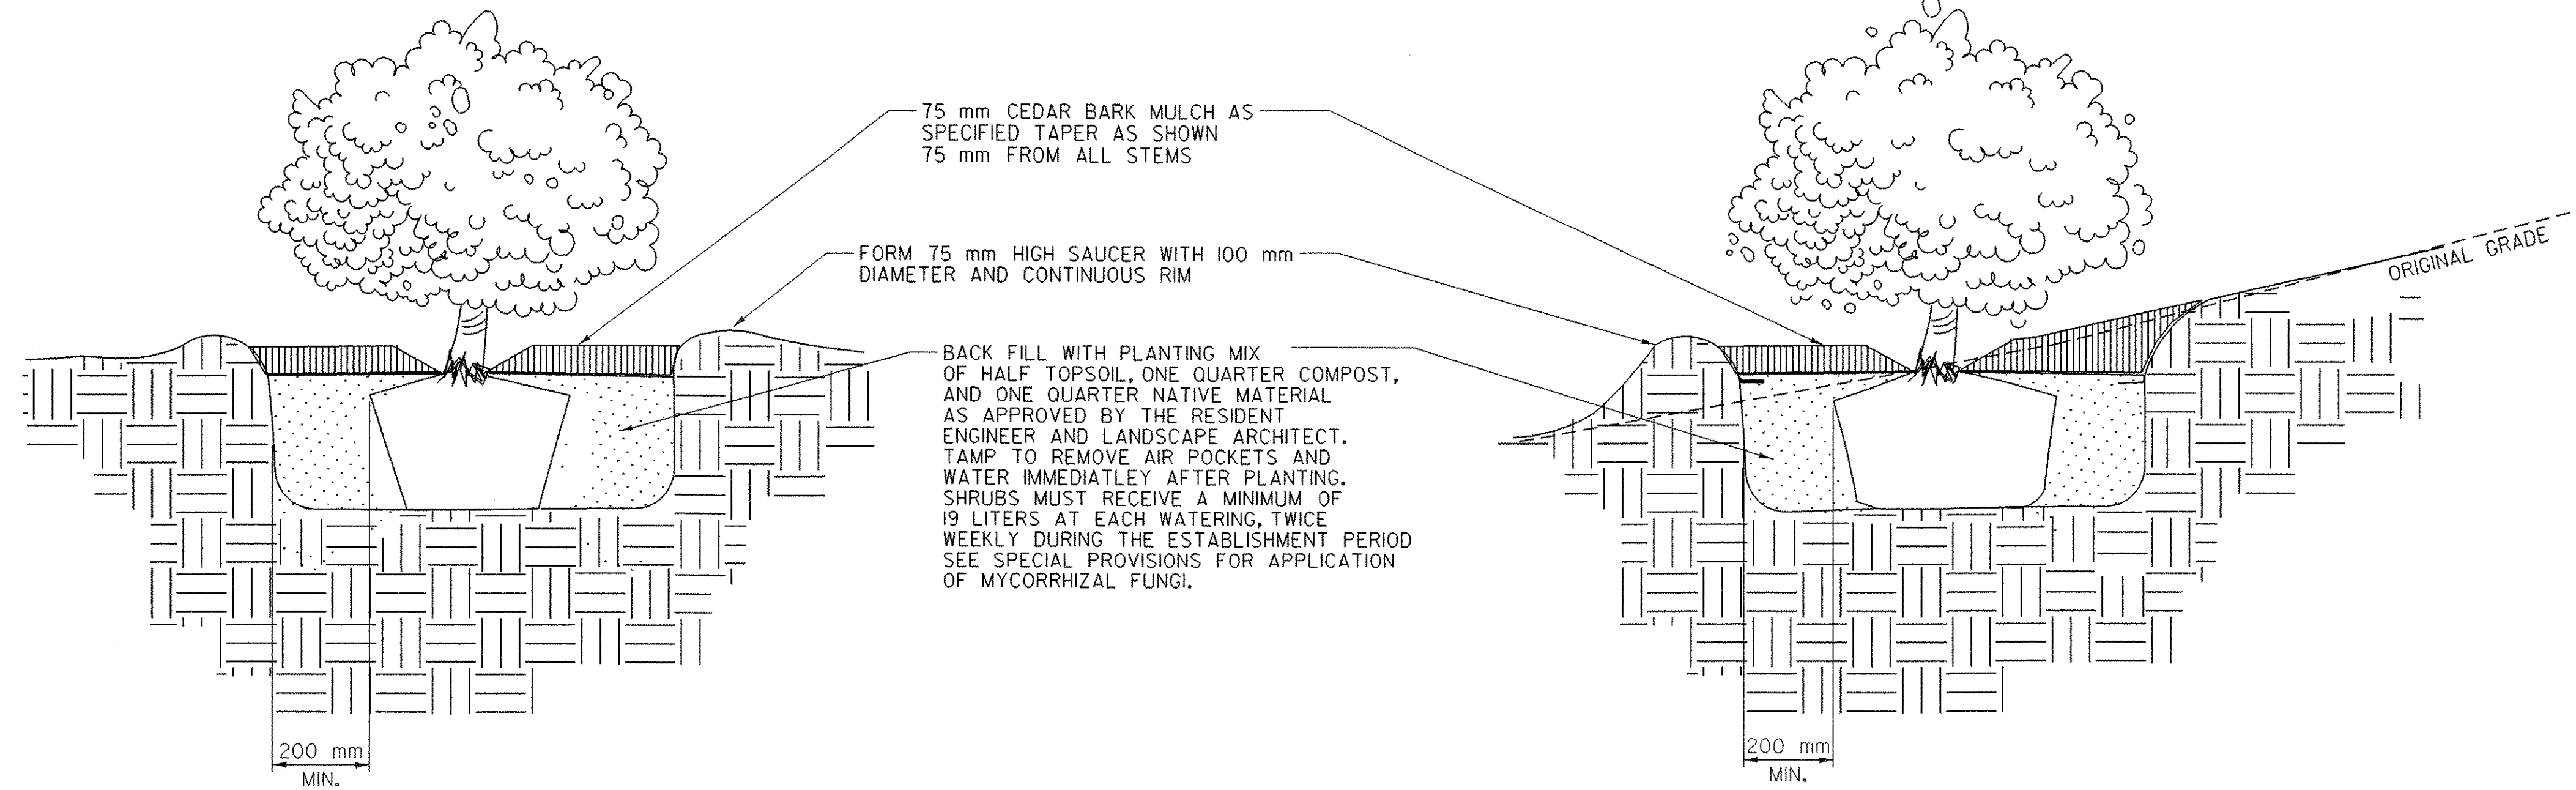 75 mm CEDAR BARK MULCH AS
SPECIFIED TAPER AS SHOWN
75 mm FROM ALL STEMS
FORM 75 mm HIGH SAUCER WITH 100 mm
DIAMETER AND CONTINUOUS RIM
ORIGINAL GRADE
BACK FILL WITH PLANTING MIX
OF HALF TOPSOIL, ONE QUARTER COMPOST,
AND ONE QUARTER NATIVE MATERIAL
AS APPROVED BY THE RESIDENT
ENGINEER AND LANDSCAPE ARCHITECT.
TAMP TO REMOVE AIR POCKETS AND
WATER IMMEDIATLEY AFTER PLANTING.
SHRUBS MUST RECEIVE A MINIMUM OF
19 LITERS AT EACH WATERING, TWICE
WEEKLY DURING THE ESTABLISHMENT PERIOD
SEE SPECIAL PROVISIONS FOR APPLICATION
OF MYCORRHIZAL FUNGI.
200 mm
MIN.
200 mm
MIN.